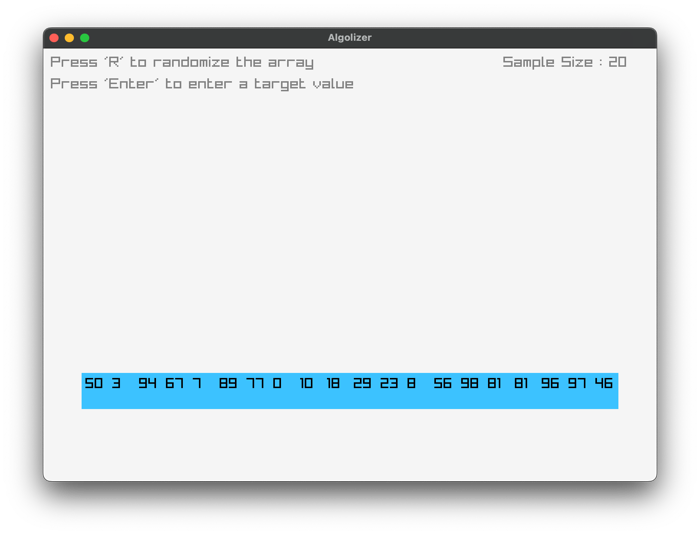 Algolizer
Press 'R' to randomize the array
Sample Size : 20
Press 'Enter' to enter a target value
50 3 94 67 7 89 77 0 10 18 29 23 8 56 98 81 81 96 97 46